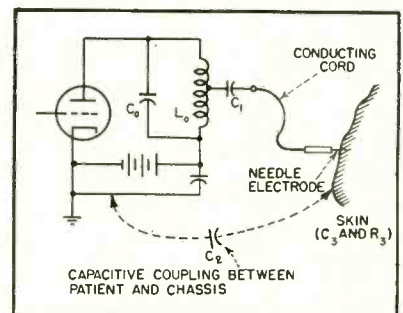 CONDUCTING
CORD
C₀
L₀
C₁
NEEDLE
ELECTRODE
SKIN
(C₃ AND R₃)
C₂
CAPACITIVE COUPLING BETWEEN
PATIENT AND CHASSIS